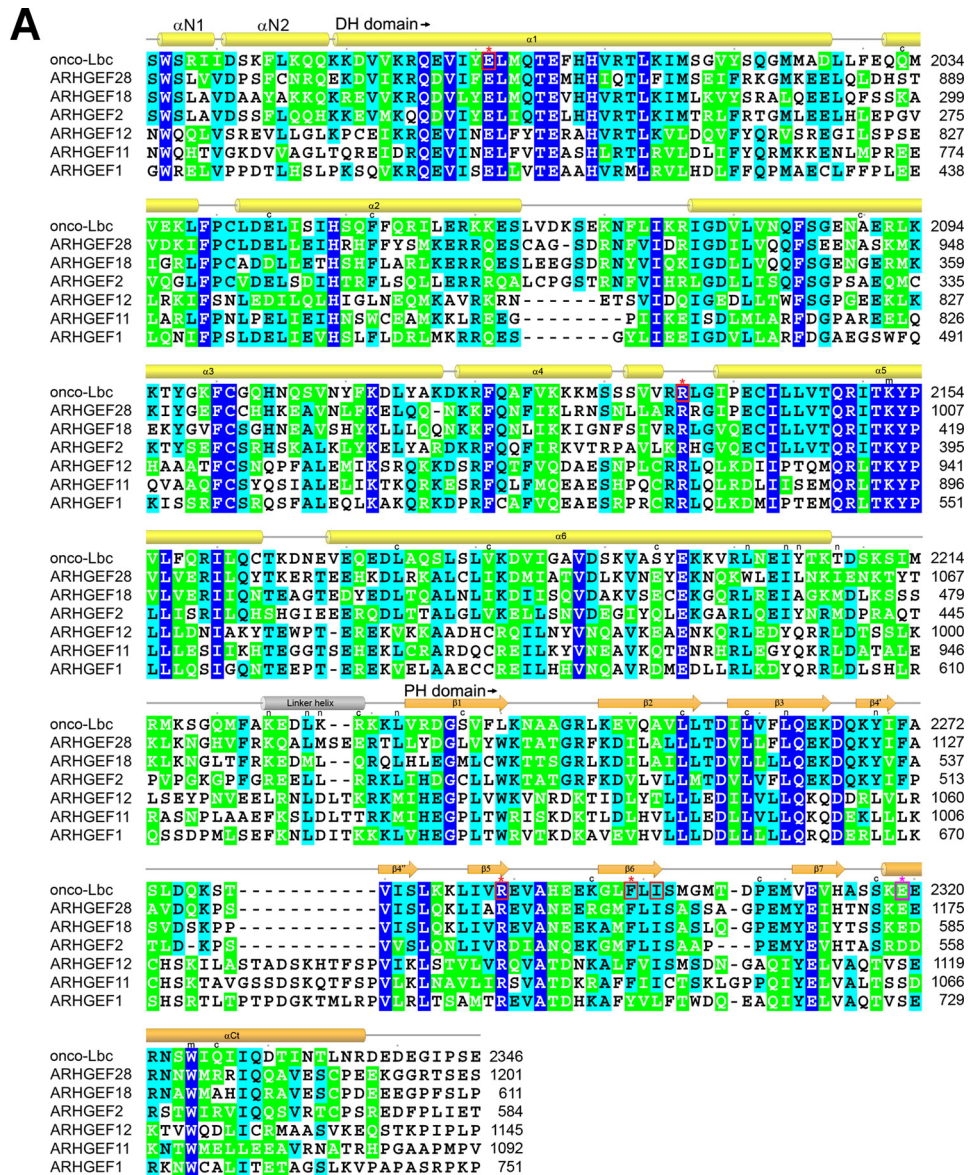 A
αN1 αN2 DH domain
α1
*
c
onco-Lbc SWSRIIDSKFLKQQKKDVVKRQEVIYELMQTEFHHVRTLKIMSGVYSQGMMADLLFEQQM 2034
ARHGEF28 SWSLVVDPSFCNRQEKDVIKRQDVIFELMQTEMHHIQTLFIMSEIFRKGMKEELQLDHST 889
ARHGEF18 SWSLAVDAAYAKKQKREVVKRQDVLYELMQTEVHHVRTLKIMLKVYSRALQEELQFSSKA 299
ARHGEF2 SWSLAVDSSFLQQHKKEVMKQQDVIYELIQTELHHVRTLKIMTRLFRTGMLEELHLEPGV 275
ARHGEF12 NWQQLVSREVLLGLKPCEIKRQEVINELFYTERAHVRTLKVLDQVFYQRVSREGILSPSE 827
ARHGEF11 NWQHTVGKDVVAGLTQREIDRQEVINELFVTEASHLRTLRVLDLIFYQRMKKENLMPREE 774
ARHGEF1 GWRELVPPDTLHSLPKSQVKRQEVISELLVTEAAHVRMLRVLHDLFFQPMAECLFFPLEE 438
α2
c c c
onco-Lbc VEKLFPCLDELISIHSQFFQRILERKKESLVDKSEKNFLIKRIGDVLVNQFSGENAERLK 2094
ARHGEF28 VDKIFPCLDELLEIHRHFFYSMKERRQESCAG-SDRNFVIDRIGDILVQQFSEENASKMK 948
ARHGEF18 IGRLFPCADDLLETHSHFLARLKERRQESLEEGSDRNYVIQKIGDLLVQQFSGENGERMK 359
ARHGEF2 VQGLFPCVDELSDIHTRFLSQLLERRRQALCPGSTRNFVIHRLGDLLISQFSGPSAEQMC 335
ARHGEF12 LRKIFSNLEDILQLHIGLNEQMKAVRKRN------ETSVIDQIGEDLLTWFSGPGEEKLK 827
ARHGEF11 LARLFPNLPELIEIHNSWCEAMKKLREEG-------PIIKEISDLMLARFDGPAREELQ 826
ARHGEF1 LQNIFPSLDELIEVHSLFLDRLMKRRQES-------GYLIEEIGDVLLARFDGAEGSWFQ 491
α3 α4 α5
* m
onco-Lbc KTYGKFCGQHNQSVNYFKDLYAKDKRFQAFVKKKMSSSVVRRLGIPECILLVTQRITKYP 2154
ARHGEF28 KIYGEFCCHHKEAVNLFKELQQ-NKKFQNFIKLRNSNLLARRRGIPECILLVTQRITKYP 1007
ARHGEF18 EKYGVFCSGHNEAVSHYKLLLQQNKKFQNLIKKIGNFSIVRRLGVQECILLVTQRITKYP 419
ARHGEF2 KTYSEFCSRHSKALKLYKELYARDKRFQQFIRKVTRPAVLKRHGVQECILLVTQRITKYP 395
ARHGEF12 HAAATFCSNQPFALEMIKSRQKKDSRFQTFVQDAESNPLCRRLQLKDIIPTQMQRLTKYP 941
ARHGEF11 QVAAQFCSYQSIALELIKTKQRKESRFQLFMQEAESHPQCRRLQLRDLIISEMQRLTKYP 896
ARHGEF1 KISSRFCSRQSFALEQLKAKQRKDPRFCAFVQEAESRPRCRRLQLKDMIPTEMQRLTKYP 551
α6
c c c n n n n
onco-Lbc VLFQRILQCTKDNEVEQEDLAQSLSLVKDVIGAVDSKVASYEKKVRLNEIYTKTDSKSIM 2214
ARHGEF28 VLVERILQYTKERTEEHKDLRKALCLIKDMIATVDLKVNEYEKNQKWLEILNKIENKTYT 1067
ARHGEF18 VLVERIIQNTEAGTEDYEDLTQALNLIKDIISQVDAKVSECEKGQRLREIAGKMDLKSSS 479
ARHGEF2 LLISRVLQHSHGIEEERQDLTTALGLVKELLSNVDEGIYQLEKGARLQEIYNRMDPRAQT 445
ARHGEF12 LLLDNIAKYTEWPT-EREKVKKAADHCRQILNYVNQAVKEAENKQRLEDYQRRLDTSSLK 1000
ARHGEF11 LLLESIIKHTEGGTSEHEKLCRARDQCREILKYVNEAVKQTENRHRLEGYQKRLDATALE 946
ARHGEF1 LLLQSIGQNTEEPT-EREKVELAAECCREILHHVNQAVRDMEDLLRLKDYQRRLDLSHLR 610
PH domain
Linker helix β1 β2 β3 β4'
n n n c n c c c n n
onco-Lbc RMKSGQMFAKEDLK--RKKLVRDGSVFLKNAAGRLKEVQAVLLTDILVFLQEKDQKYIFA 2272
ARHGEF28 KLKNGHVFRKQALMSEERTLLYDGLVYWKTATGRFKDILALLLTDVLLFLQEKDQKYIFA 1127
ARHGEF18 KLKNGLTFRKEDML--QRQLHLEGMLCWKTTSGRLKDILAILLTDVLLLLQEKDQKYVFA 537
ARHGEF2 PVPGKGPFGREELL--RRKLIHDGCLLWKTATGRFKDVLVLLMTDVLVFLQEKDQKYIFP 513
ARHGEF12 LSEYPNVEELRNLDLTKRKMIHEGPLVWKVNRDKTIDLYTLLLEDILVLLQKQDDRLVLR 1060
ARHGEF11 RASNPLAAEFKSLDLTTRKMIHEGPLTWRISKDKTLDLHVLLLEDLLVLLQKQDEKLLLK 1006
ARHGEF1 QSSDPMLSEFKNLDITKKKLVHEGPLTWRVTKDKAVEVHVLLLDDLLLLLQRQDERLLLK 670
β4'' β5 β6 β7
* c * c c *
onco-Lbc SLDQKST-----------VISLKKLIVREVAHEEKGLFLISMGMT-DPEMVEVHASSKEE 2320
ARHGEF28 AVDQKPS-----------VISLQKLIAREVANEERGMFLISASSA-GPEMYEIHTNSKEE 1175
ARHGEF18 SVDSKPP-----------VISLQKLIVREVANEEKAMFLISASLQ-GPEMYEIYTSSKED 585
ARHGEF2 TLDKPS-----------VVSLQNLIVRDIANQEKGMFLISAAP---PEMYEVHTASRDD 558
ARHGEF12 CHSKILASTADSKHTFSPVIKLSTVLVRQVATDNKALFVISMSDN-GAQIYELVAQTVSE 1119
ARHGEF11 CHSKTAVGSSDSKQTFSPVLKLNAVLIRSVATDKRAFFIICTSKLGPPQIYELVALTSSD 1066
ARHGEF1 SHSRTLTPTPDGKTMLRPVLRLTSAMTREVATDHKAFYVLFTWDQ-EAQIYELVAQTVSE 729
αCt
m c
onco-Lbc RNSWIQIIQDTINTLNRDEDEGIPSE 2346
ARHGEF28 RNNWMRRIQQAVESCPEEKGGRTSES 1201
ARHGEF18 RNAWMAHIQRAVESCPDEEEGPFSLP 611
ARHGEF2 RSTWIRVIQQSVRTCPSREDFPLIET 584
ARHGEF12 KTVWQDLICRMAASVKEQSTKPIPLP 1145
ARHGEF11 KNTWMELLEEAVRNATRHPGAAPMPV 1092
ARHGEF1 RKNWCALITETAGSLKVPAPASRPKP 751